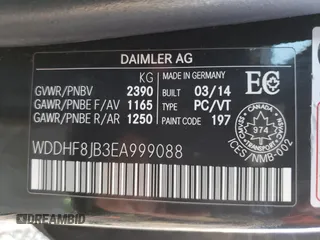 DAIMLER AG
KG
GVWR/PNBV 2390
GAWR/PNBE F/AV 1165
GAWR/PNBE R/AR 1250
MADE IN GERMANY
BUILT 03/14
TYPE PC/VT
PAINT CODE 197
EC
CANADA
974
ICES/NMB-002
WDDHF8JB3EA999088
DREAMBID